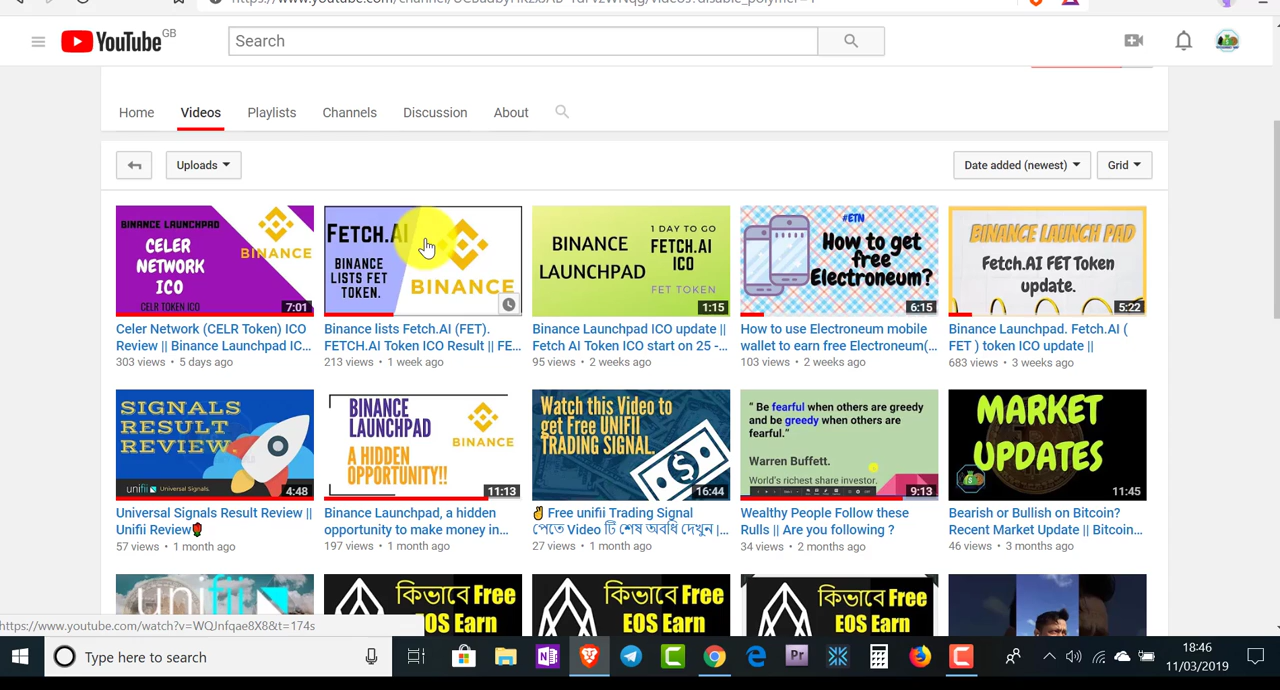 YouTube GB
Search
Home Videos Playlists Channels Discussion About
Uploads
Date added (newest) Grid
BINANCE LAUNCHPAD
CELER
NETWORK
ICO
CELR TOKEN ICO
BINANCE
7:01
FETCH.AI
BINANCE
LISTS FET
TOKEN.
BINANCE
BINANCE
LAUNCHPAD
1 DAY TO GO
FETCH.AI
ICO
FET TOKEN
1:15
#ETN
How to get
free
Electroneum?
6:15
BINANCE LAUNCH PAD
Fetch.AI FET Token
update.
5:22
Celer Network (CELR Token) ICO
Review || Binance Launchpad IC...
303 views • 5 days ago
Binance lists Fetch.AI (FET).
FETCH.AI Token ICO Result || FE...
213 views • 1 week ago
Binance Launchpad ICO update ||
Fetch AI Token ICO start on 25 -...
95 views • 2 weeks ago
How to use Electroneum mobile
wallet to earn free Electroneum(...
103 views • 2 weeks ago
Binance Launchpad. Fetch.AI (
FET ) token ICO update ||
683 views • 3 weeks ago
SIGNALS
RESULT
REVIEW
unifii Universal Signals.
4:48
BINANCE
LAUNCHPAD
A HIDDEN
OPPORTUNITY!!
BINANCE
11:13
Watch this Video to
get Free UNIFII
TRADING SIGNAL.
16:44
“ Be fearful when others are greedy
and be greedy when others are
fearful.”
Warren Buffett.
World's richest share investor.
9:13
MARKET
UPDATES
11:45
Universal Signals Result Review ||
Unifii Review
57 views • 1 month ago
Binance Launchpad, a hidden
opportunity to make money in...
197 views • 1 month ago
Free unifii Trading Signal
পেতে Video টি শেষ অবধি দেখুন |...
27 views • 1 month ago
Wealthy People Follow these
Rulls || Are you following ?
34 views • 2 months ago
Bearish or Bullish on Bitcoin?
Recent Market Update || Bitcoin...
46 views • 3 months ago
unifii
কিভাবে Free
EOS Earn
কিভাবে Free
EOS Earn
কিভাবে Free
EOS Earn
https://www.youtube.com/watch?v=WQJnfqae8X8&t=174s
Type here to search
18:46
11/03/2019